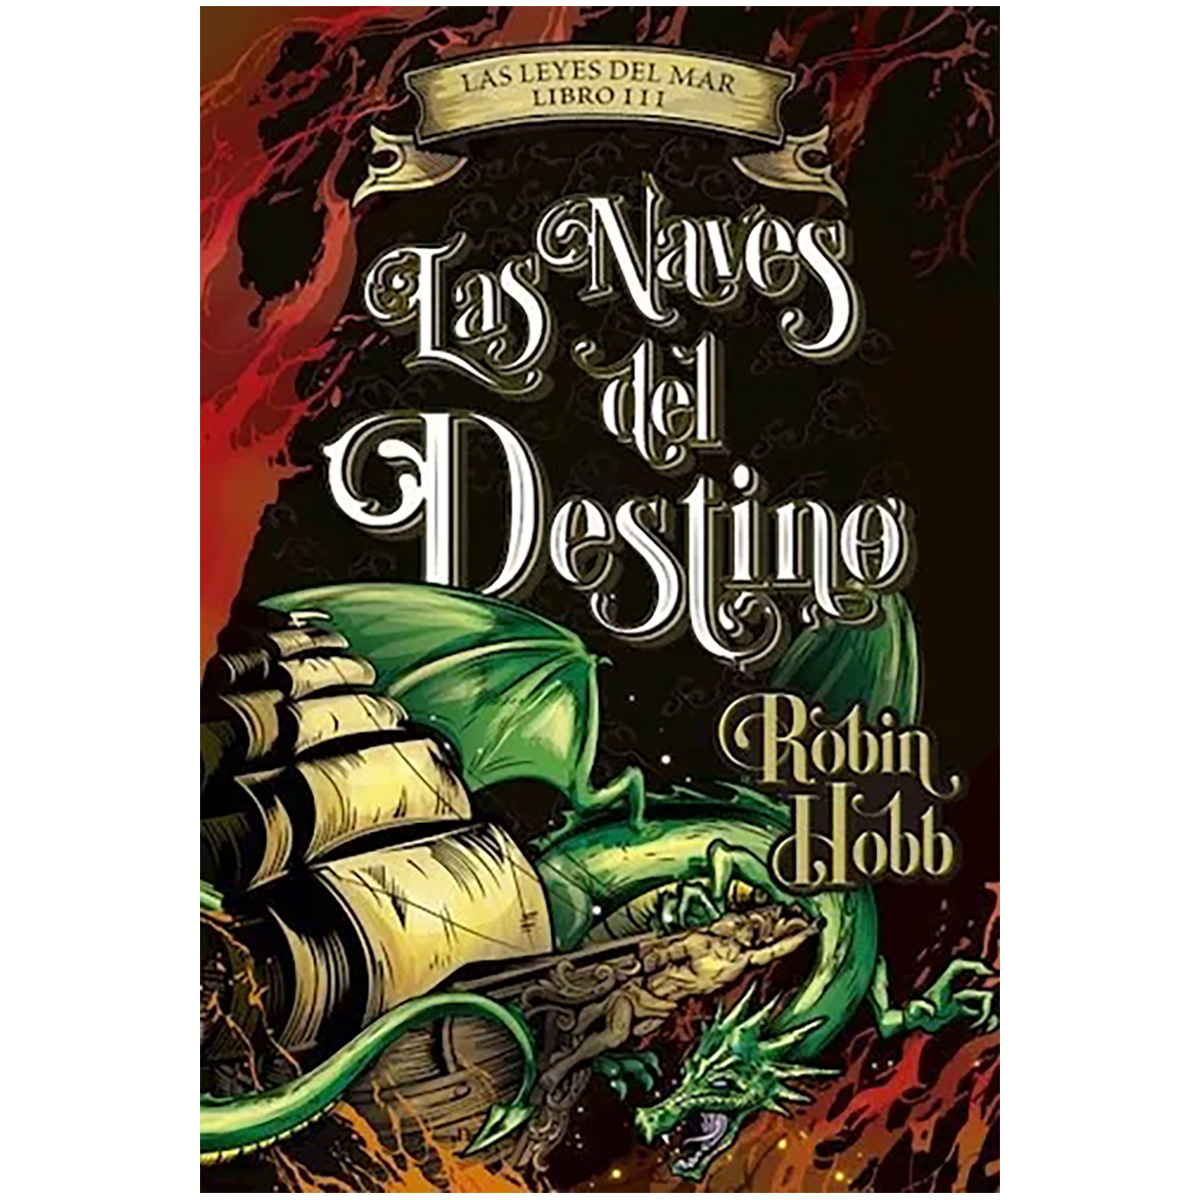 LAS LEYES DEL MAR
LIBRO III
Las Naves
del
Destino
Robin
Hobb